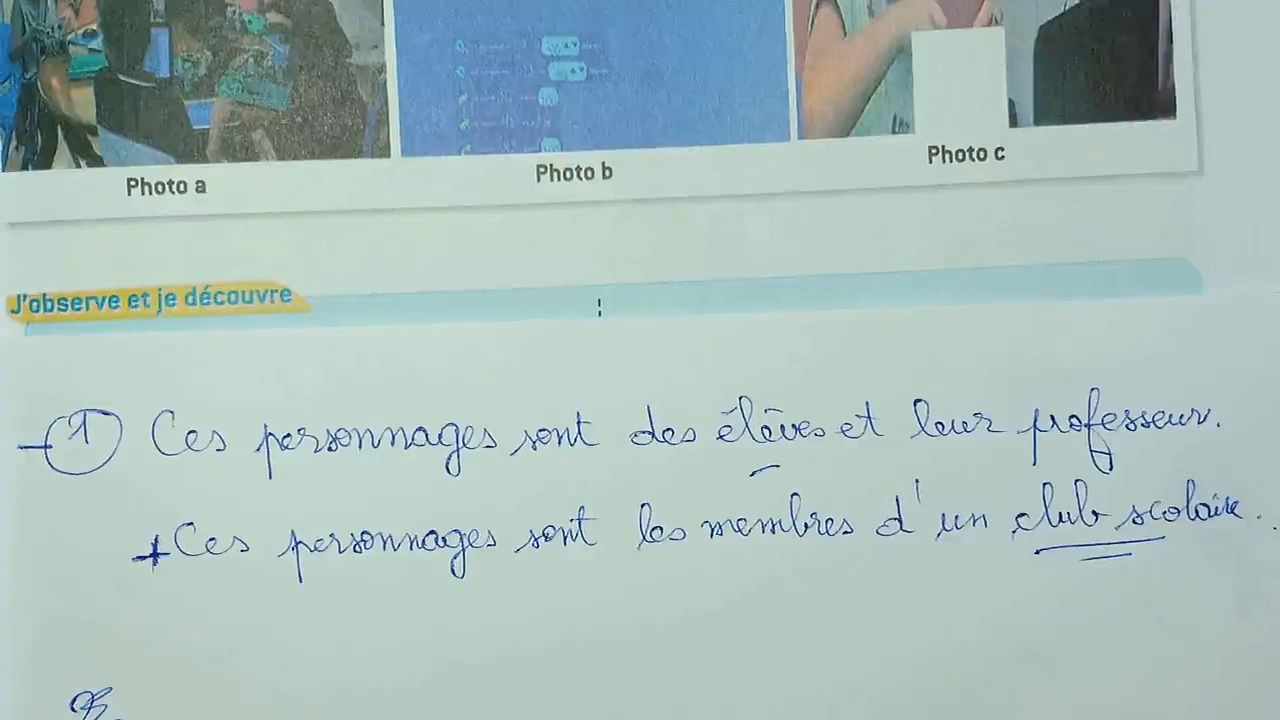 Photo a
Photo b
Photo c
J'observe et je découvre
1 Ces personnages sont des élèves et leur professeur.
+ Ces personnages sont les membres d'un club scolaire.